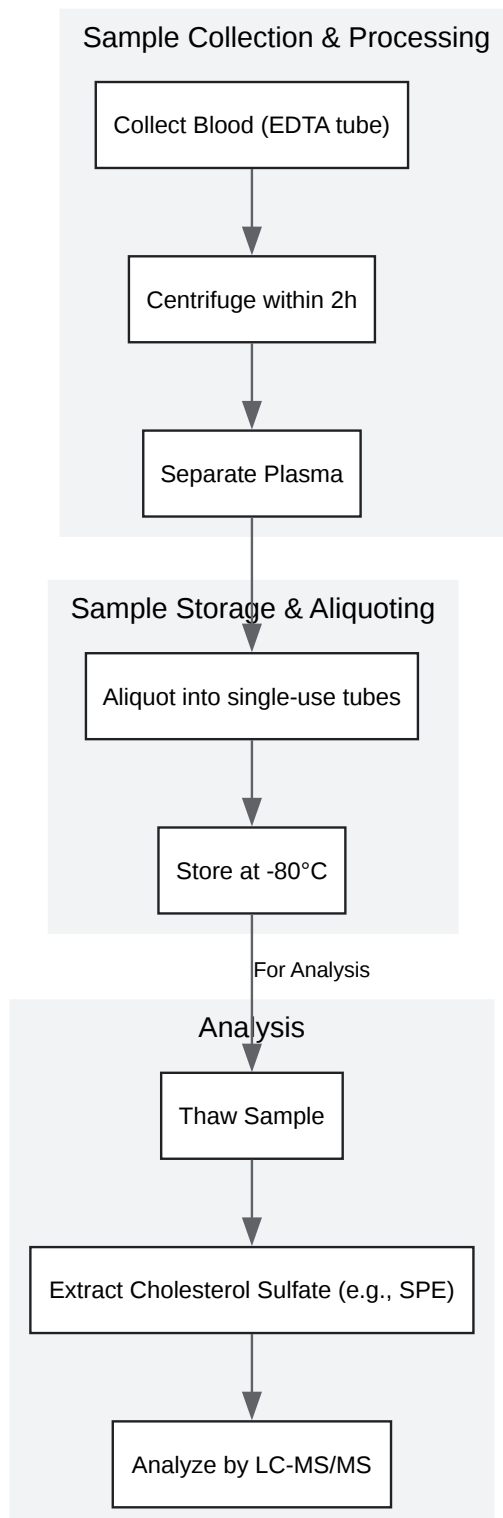 Sample Collection & Processing
Collect Blood (EDTA tube)
Centrifuge within 2h
Separate Plasma
Sample Storage & Aliquoting
Aliquot into single-use tubes
Store at -80°C
For Analysis
Analysis
Thaw Sample
Extract Cholesterol Sulfate (e.g., SPE)
Analyze by LC-MS/MS